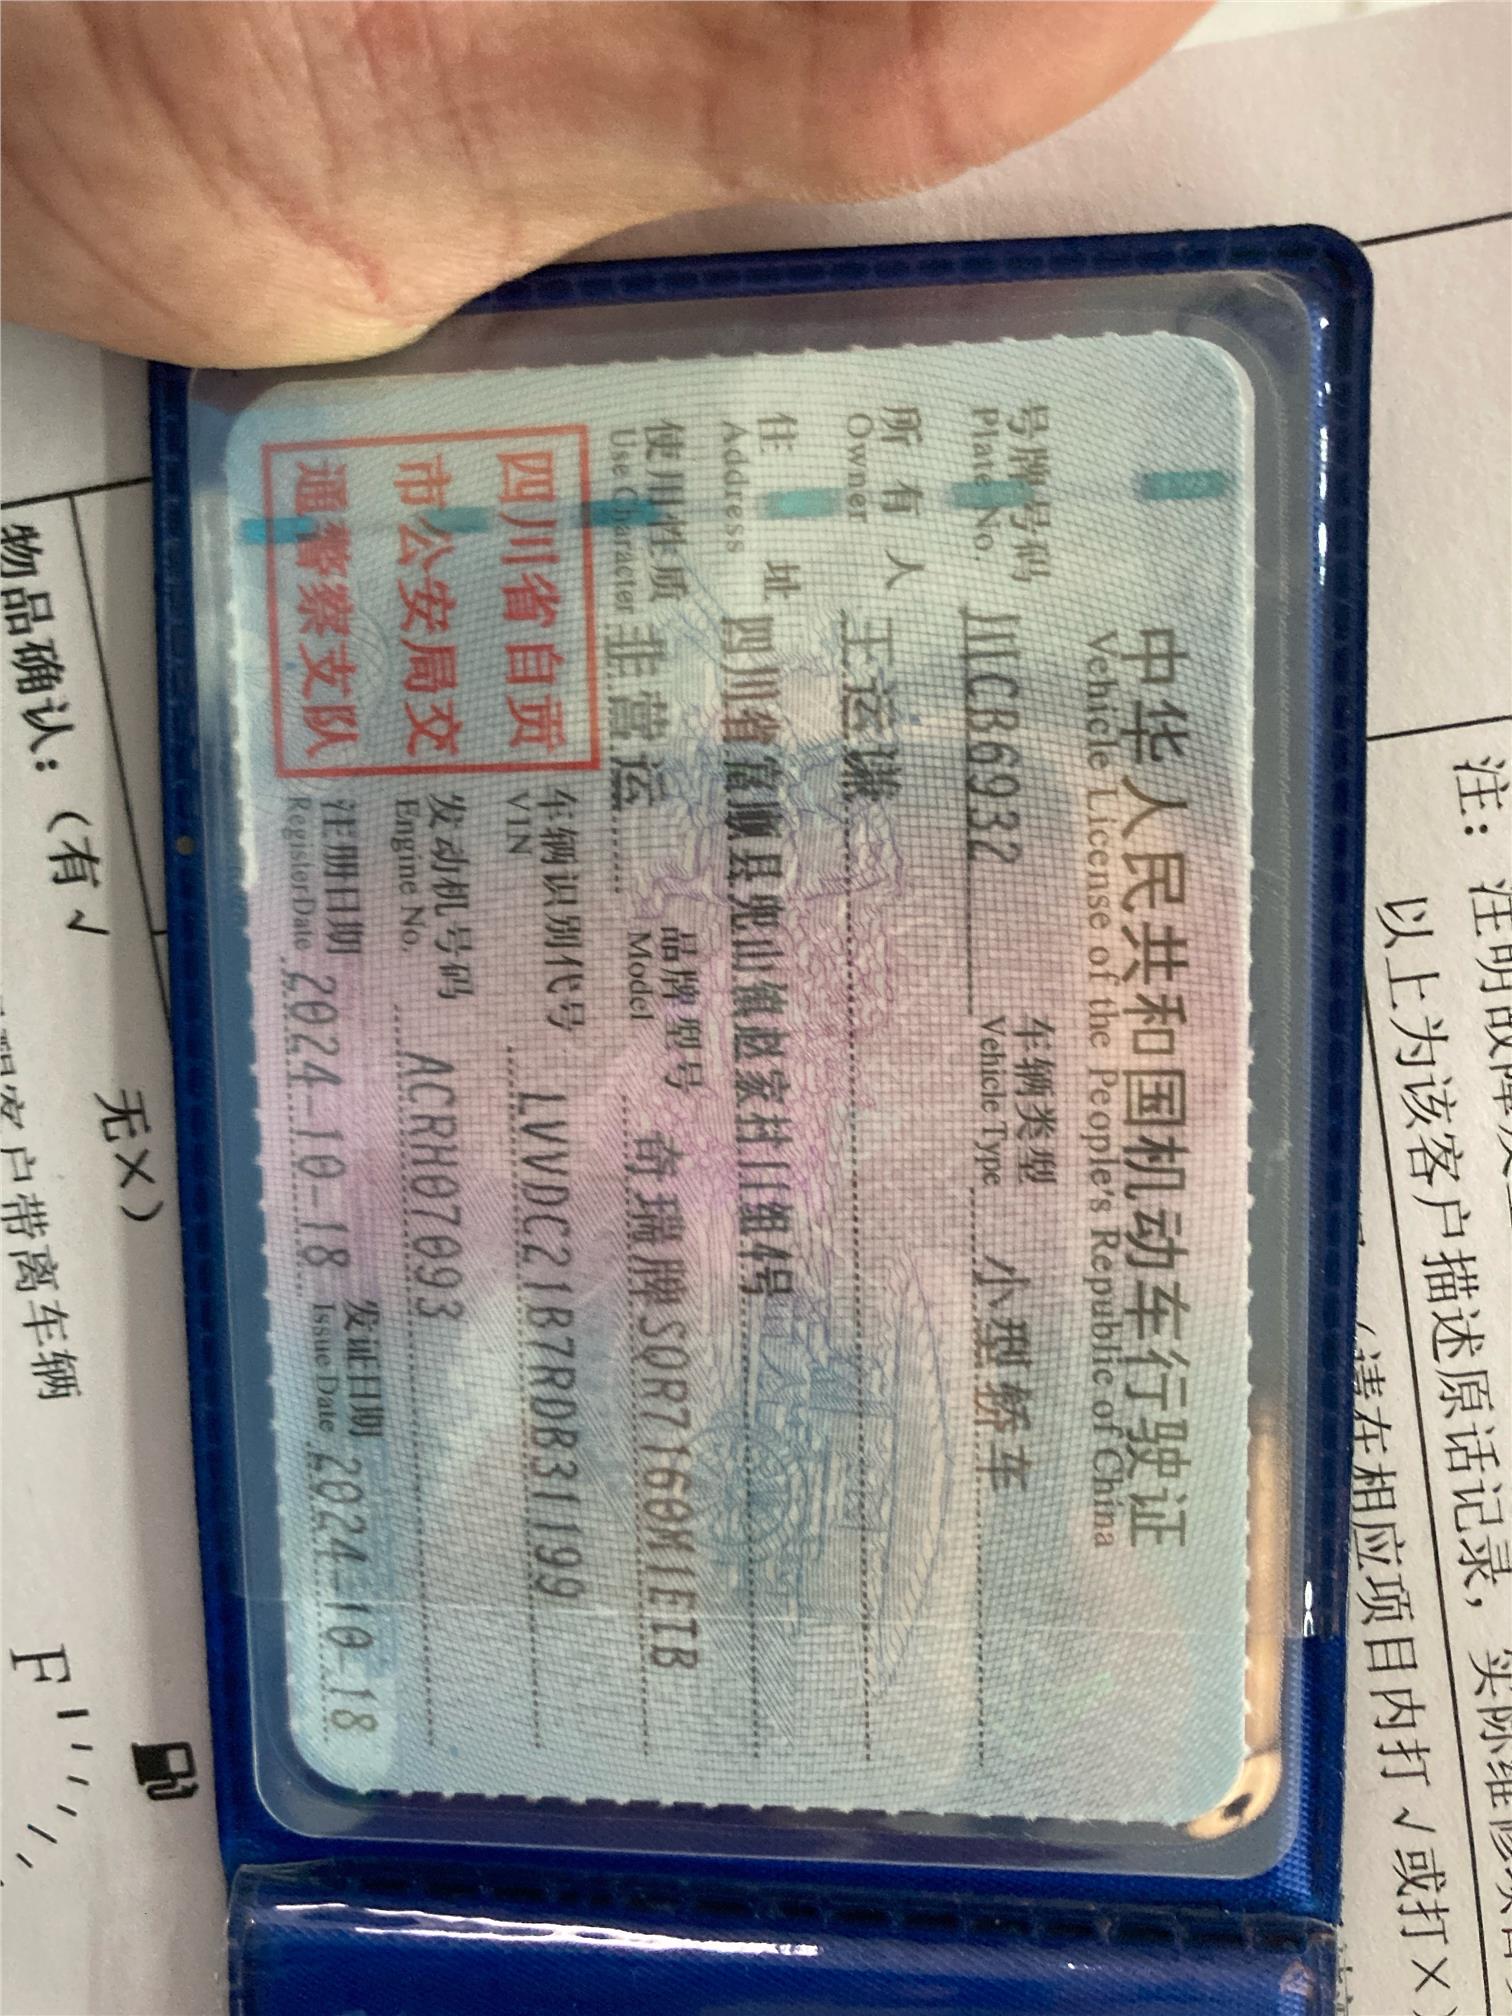 中华人民共和国机动车行驶证
Vehicle License of the People's Republic of China
号牌号码 川CB6932 车辆类型 小型轿车
Plate No. Vehicle Type
所有人 王运谦
Owner
住址 四川省富顺县兜山镇赵家村11组4号
Address
使用性质 非营运 品牌型号 奇瑞牌SQR7160M1ETB
Use Character Model
四川省自贡
市公安局交
通警察支队
车辆识别代号 LVVDC21B7RDB31199
VIN
发动机号码 ACRH07093
Engine No.
注册日期 2024-10-18 发证日期 2024-10-18
Register Date Issue Date
以上为该客户描述原话记录,实际维修
在相应项目内打√或打×)
物品确认:(有√ 无×)
户带离车辆
F